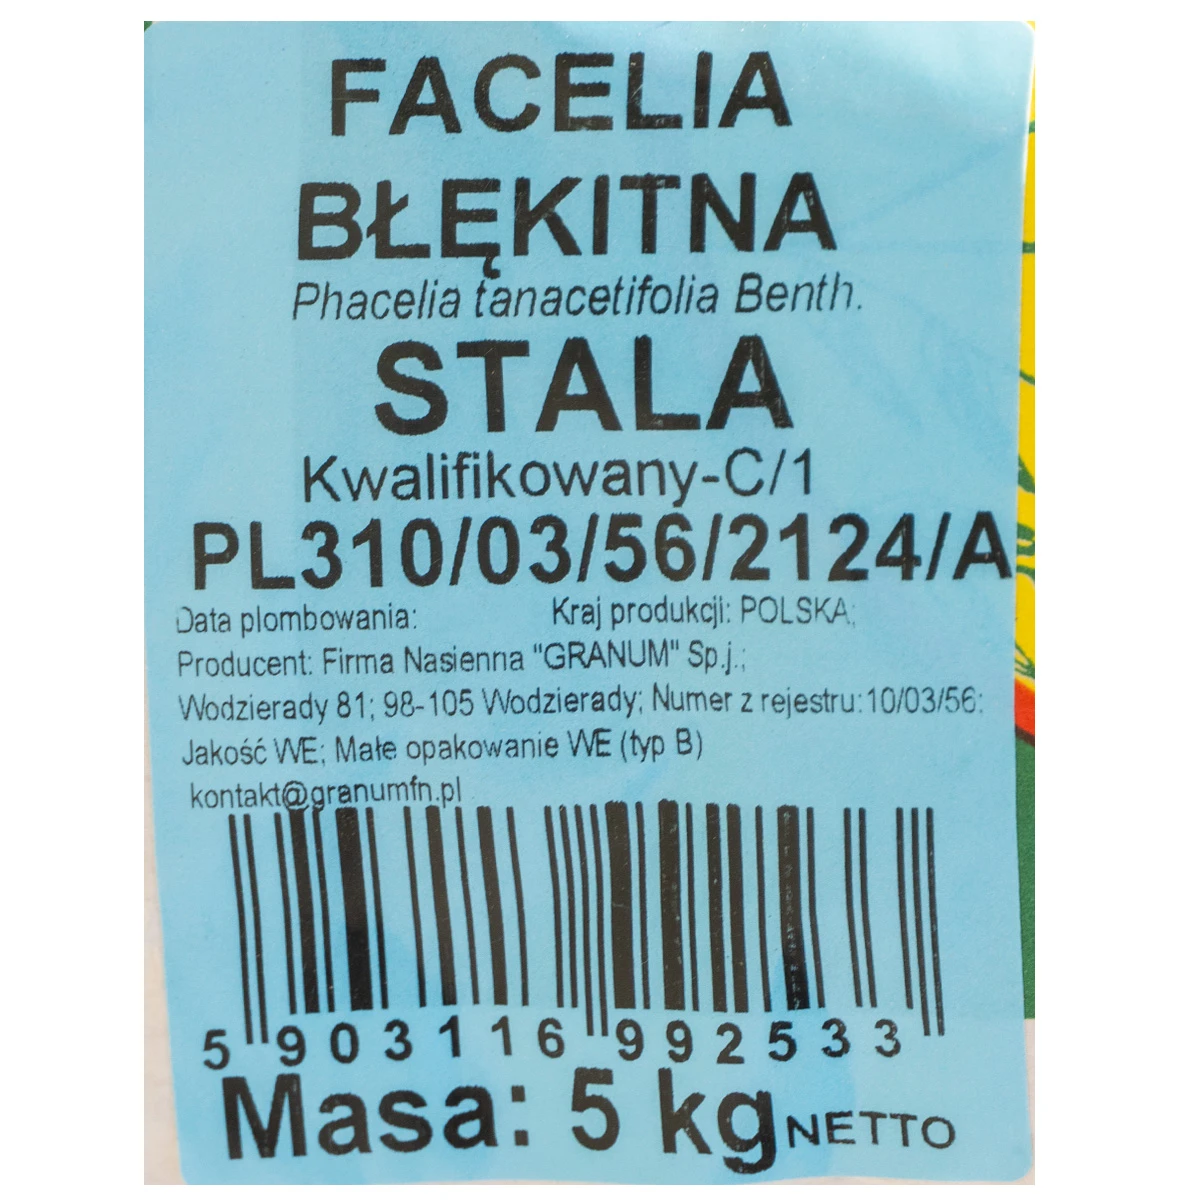 FACELIA
BŁĘKITNA
Phacelia tanacetifolia Benth.
STALA
Kwalifikowany-C/1
PL310/03/56/2124/A
Data plombowania: Kraj produkcji: POLSKA;
Producent: Firma Nasienna "GRANUM" Sp.j.;
Wodzierady 81; 98-105 Wodzierady; Numer z rejestru:10/03/56;
Jakość WE; Małe opakowanie WE (typ B)
kontakt@granumfn.pl
5 903116 992533
Masa: 5 kg NETTO